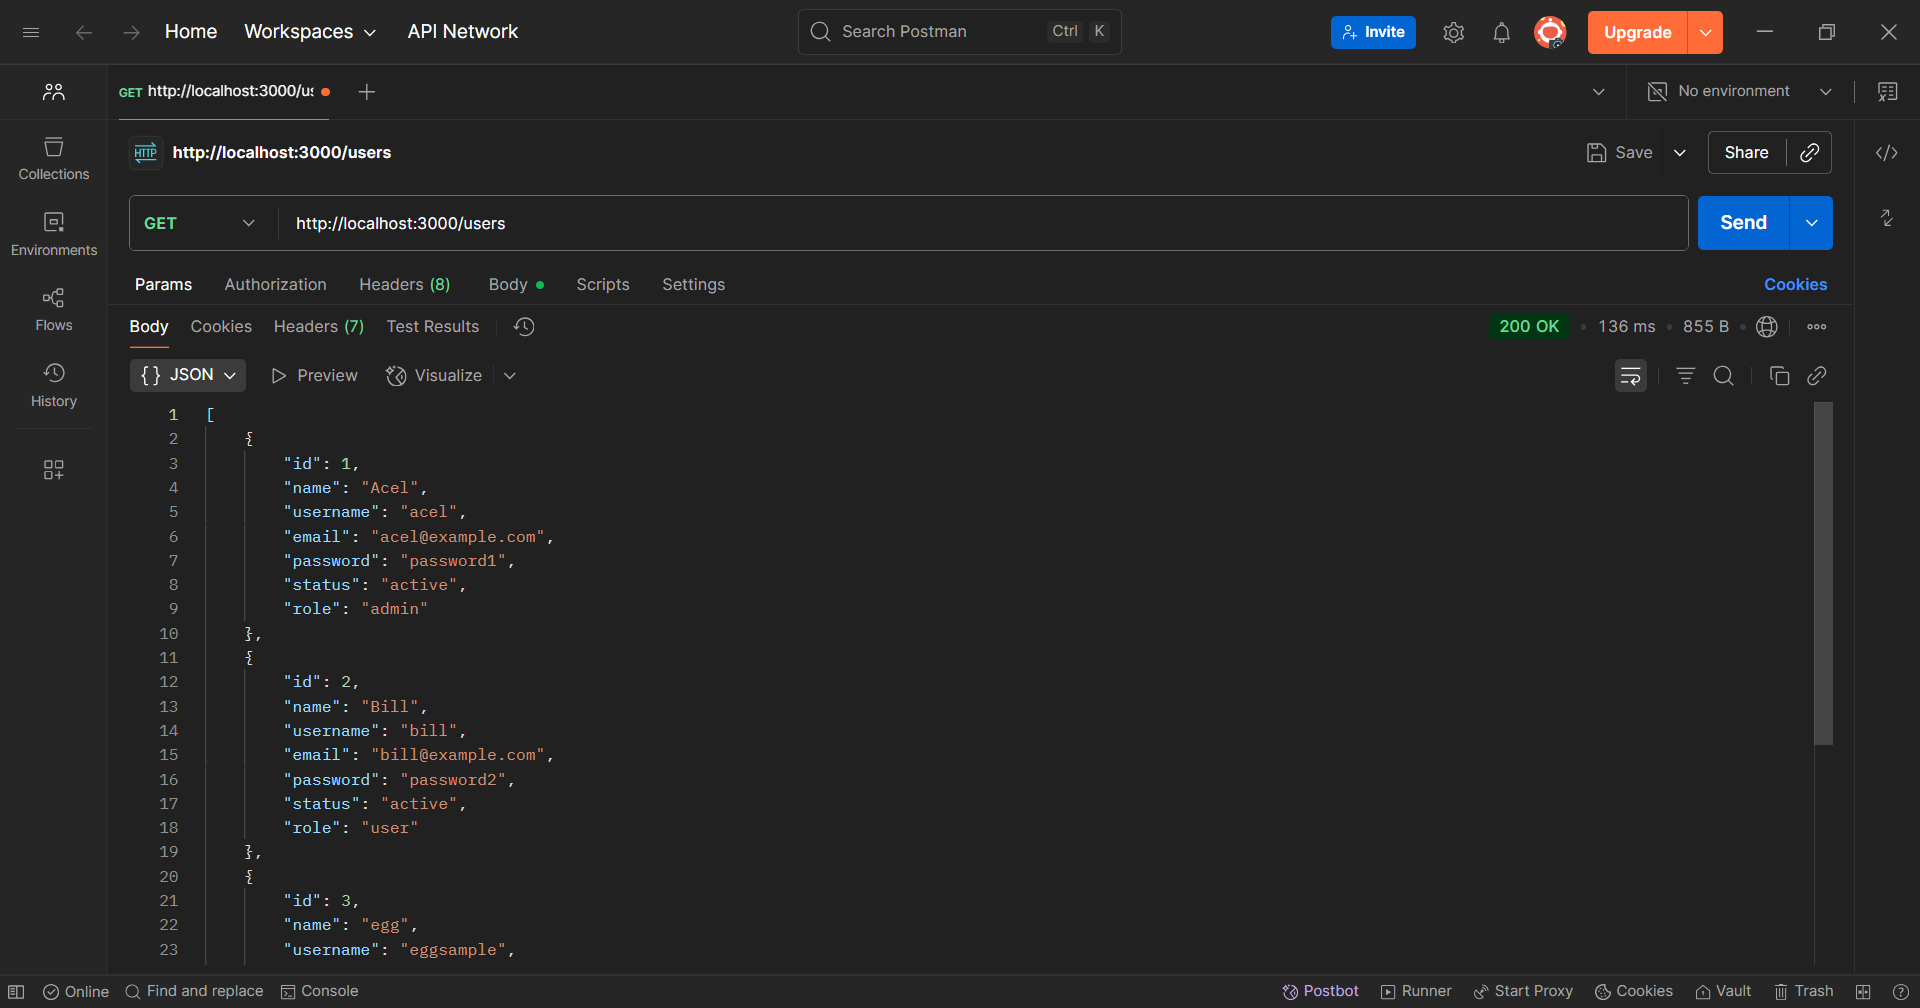 Home Workspaces API Network Search Postman Ctrl K Invite Upgrade
GET http://localhost:3000/us No environment
HTTP http://localhost:3000/users Save Share
Collections
GET http://localhost:3000/users Send
Environments
Params Authorization Headers (8) Body Scripts Settings Cookies
Flows
Body Cookies Headers (7) Test Results 200 OK 136 ms 855 B
{} JSON Preview Visualize
History
1 [
2 {
3 "id": 1,
4 "name": "Acel",
5 "username": "acel",
6 "email": "acel@example.com",
7 "password": "password1",
8 "status": "active",
9 "role": "admin"
10 },
11 {
12 "id": 2,
13 "name": "Bill",
14 "username": "bill",
15 "email": "bill@example.com",
16 "password": "password2",
17 "status": "active",
18 "role": "user"
19 },
20 {
21 "id": 3,
22 "name": "egg",
23 "username": "eggsample",
Online Find and replace Console Postbot Runner Start Proxy Cookies Vault Trash